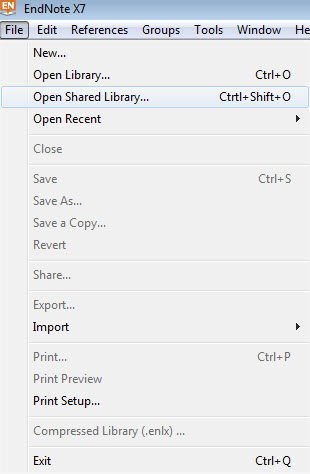 EN EndNote X7
File Edit References Groups Tools Window He
New...
Open Library... Ctrl+O
Open Shared Library... Ctrtl+Shift+O
Open Recent
Close
Save Ctrl+S
Save As...
Save a Copy...
Revert
Share...
Export...
Import
Print... Ctrl+P
Print Preview
Print Setup...
Compressed Library (.enlx) ...
Exit Ctrl+Q